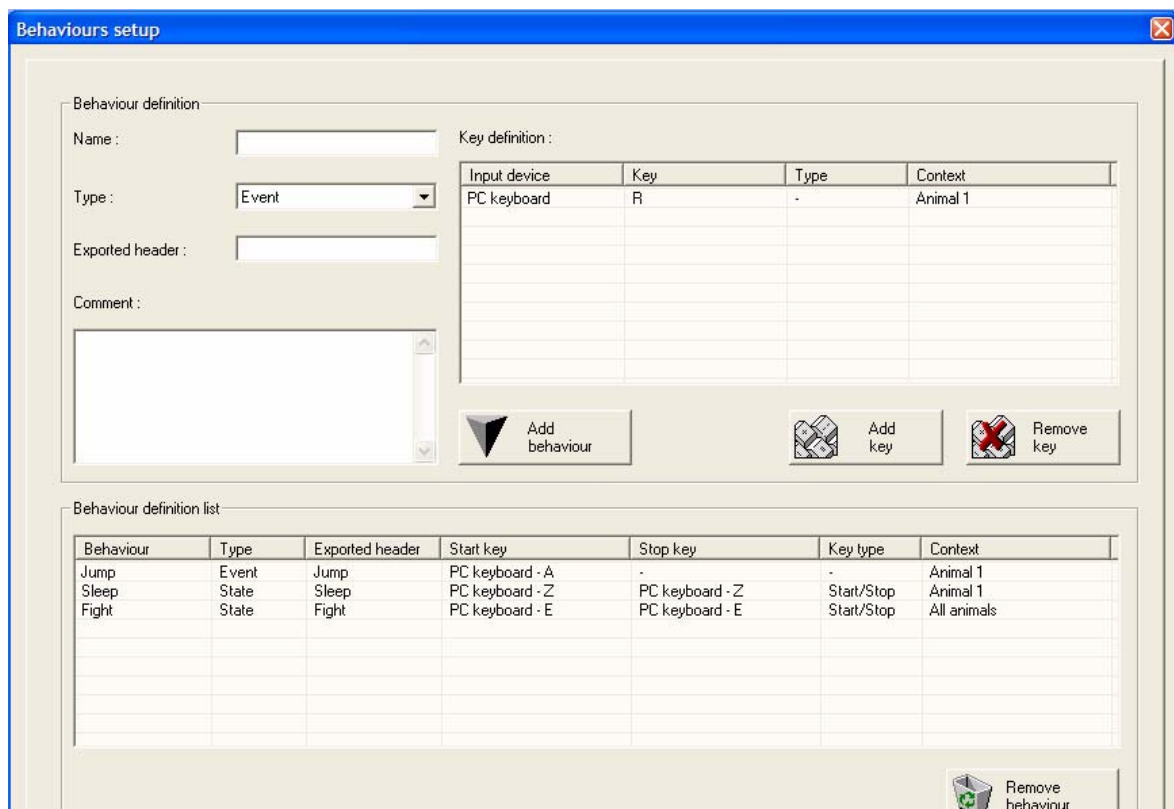 Behaviours setup
Behaviour definition
Name :
Key definition :
Input device Key Type Context
PC keyboard R - Animal 1
Type : Event
Exported header :
Comment :
Add behaviour
Add key
Remove key
Behaviour definition list
Behaviour Type Exported header Start key Stop key Key type Context
Jump Event Jump PC keyboard - A - - Animal 1
Sleep State Sleep PC keyboard - Z PC keyboard - Z Start/Stop Animal 1
Fight State Fight PC keyboard - E PC keyboard - E Start/Stop All animals
Remove
behaviour